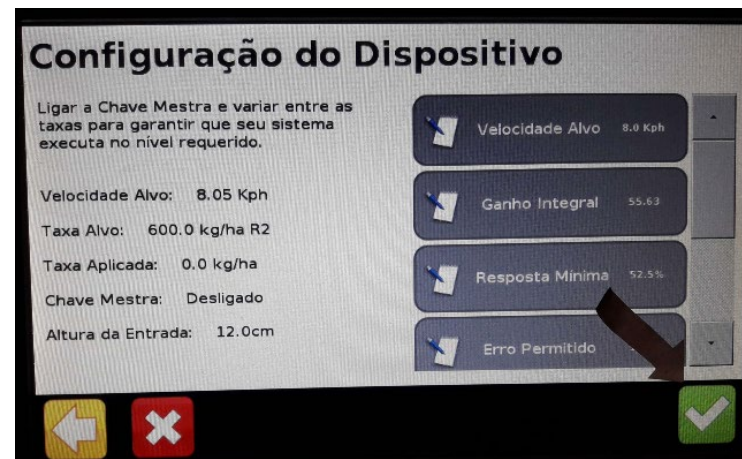 Configuração do Dispositivo
Ligar a Chave Mestra e variar entre as
taxas para garantir que seu sistema
executa no nível requerido.
Velocidade Alvo: 8.05 Kph
Taxa Alvo: 600.0 kg/ha R2
Taxa Aplicada: 0.0 kg/ha
Chave Mestra: Desligado
Altura da Entrada: 12.0cm
Velocidade Alvo 8.0 Kph
Ganho Integral 55.63
Resposta Mínima 52.5%
Erro Permitido